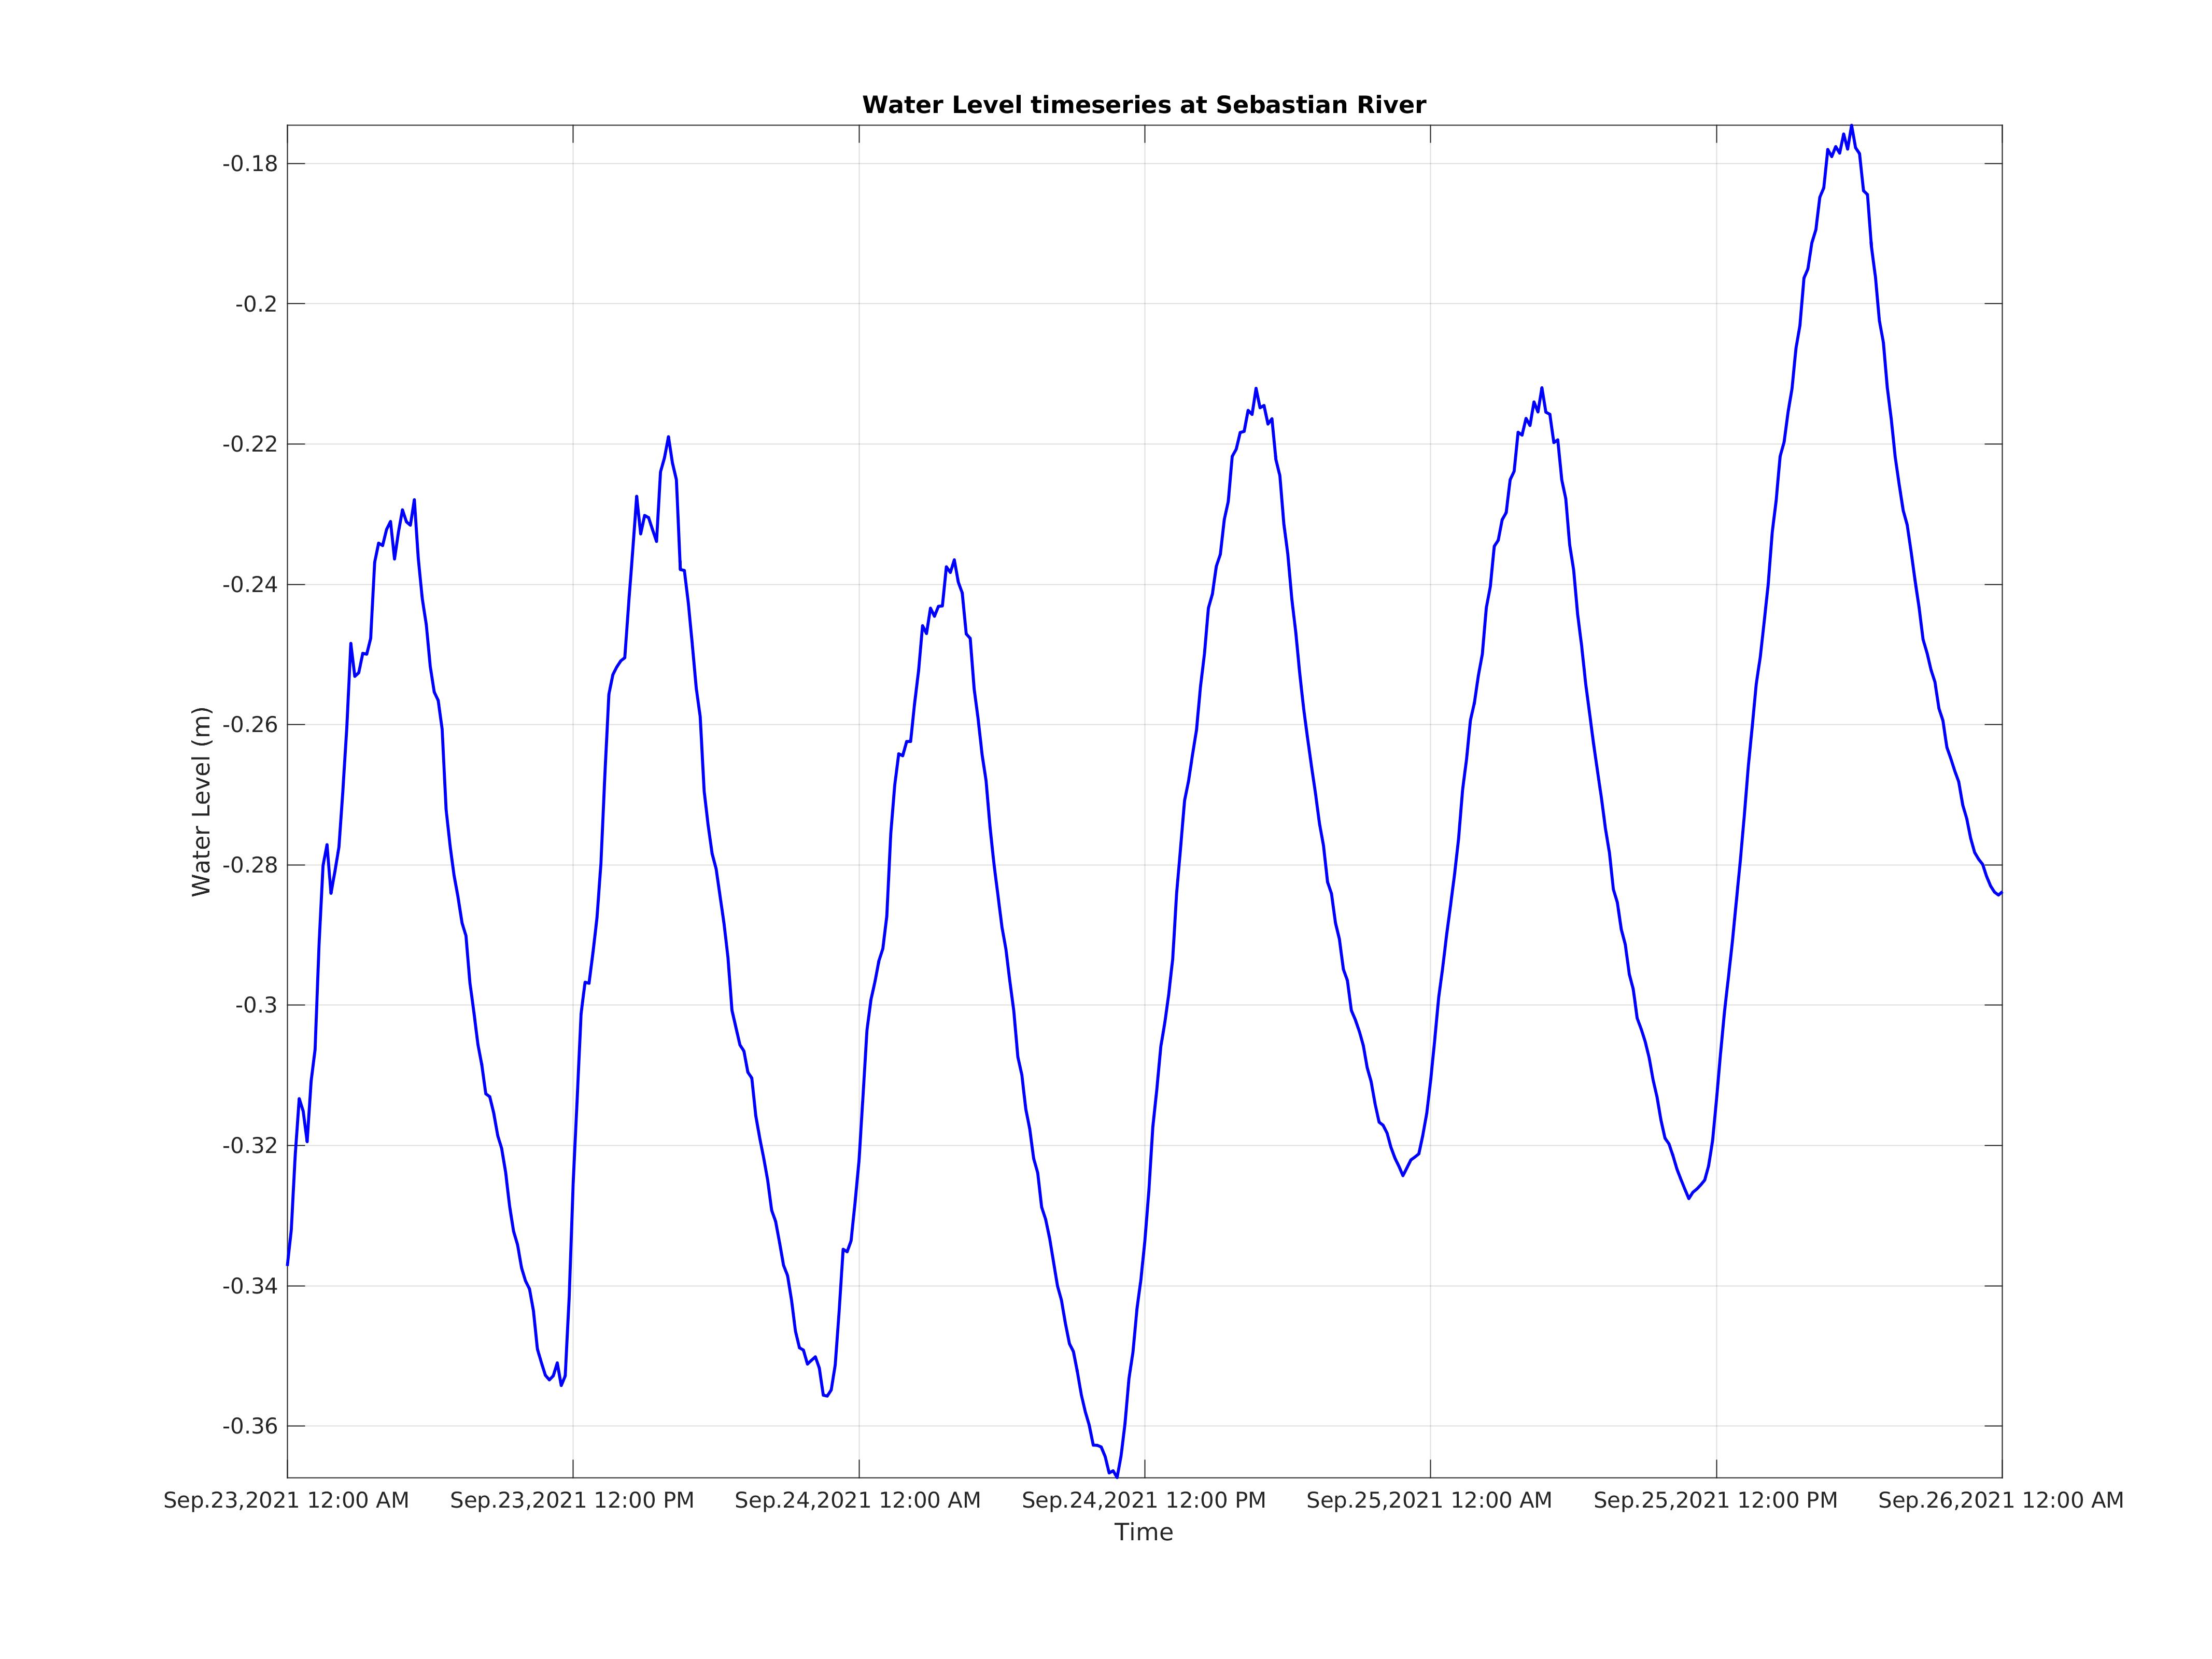 Water Level timeseries at Sebastian River
Water Level (m)
-0.18
-0.2
-0.22
-0.24
-0.26
-0.28
-0.3
-0.32
-0.34
-0.36
Sep.23,2021 12:00 AM
Sep.23,2021 12:00 PM
Sep.24,2021 12:00 AM
Sep.24,2021 12:00 PM
Sep.25,2021 12:00 AM
Sep.25,2021 12:00 PM
Sep.26,2021 12:00 AM
Time